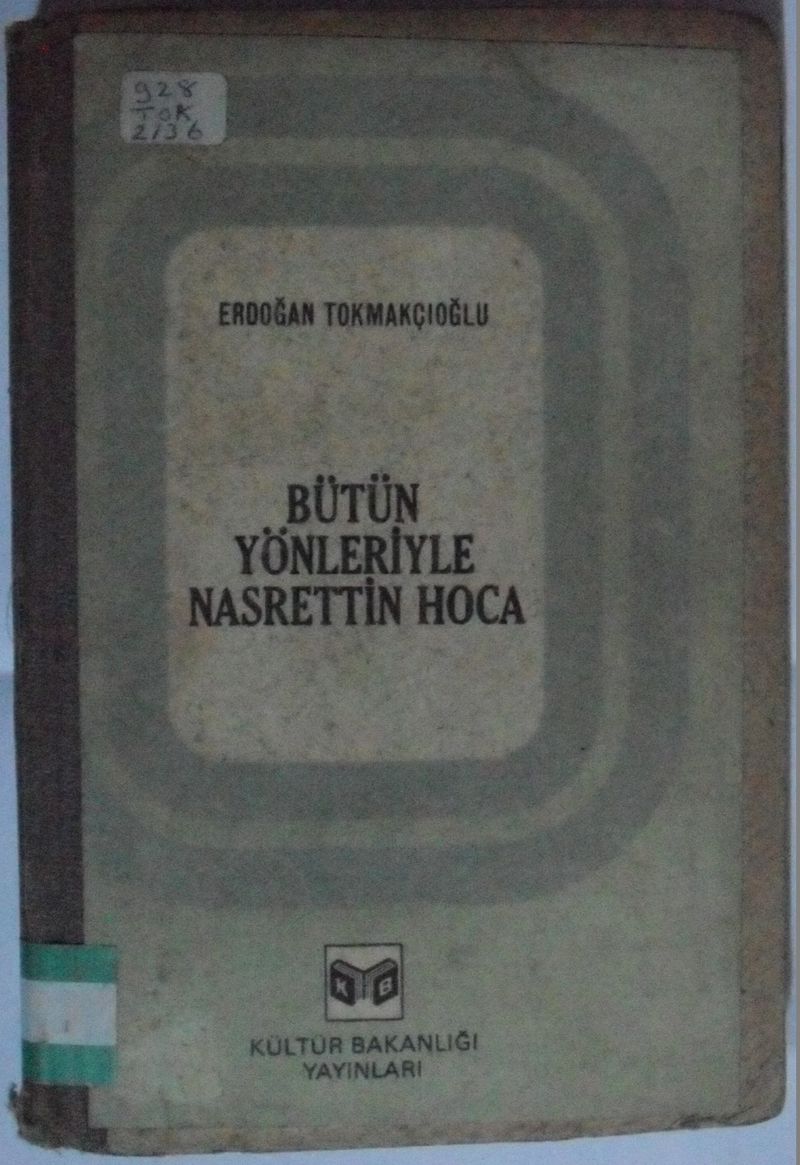 928
TOK
2136
ERDOĞAN TOKMAKÇIOĞLU
BÜTÜN
YÖNLERİYLE
NASRETTİN HOCA
K B
KÜLTÜR BAKANLIĞI
YAYINLARI